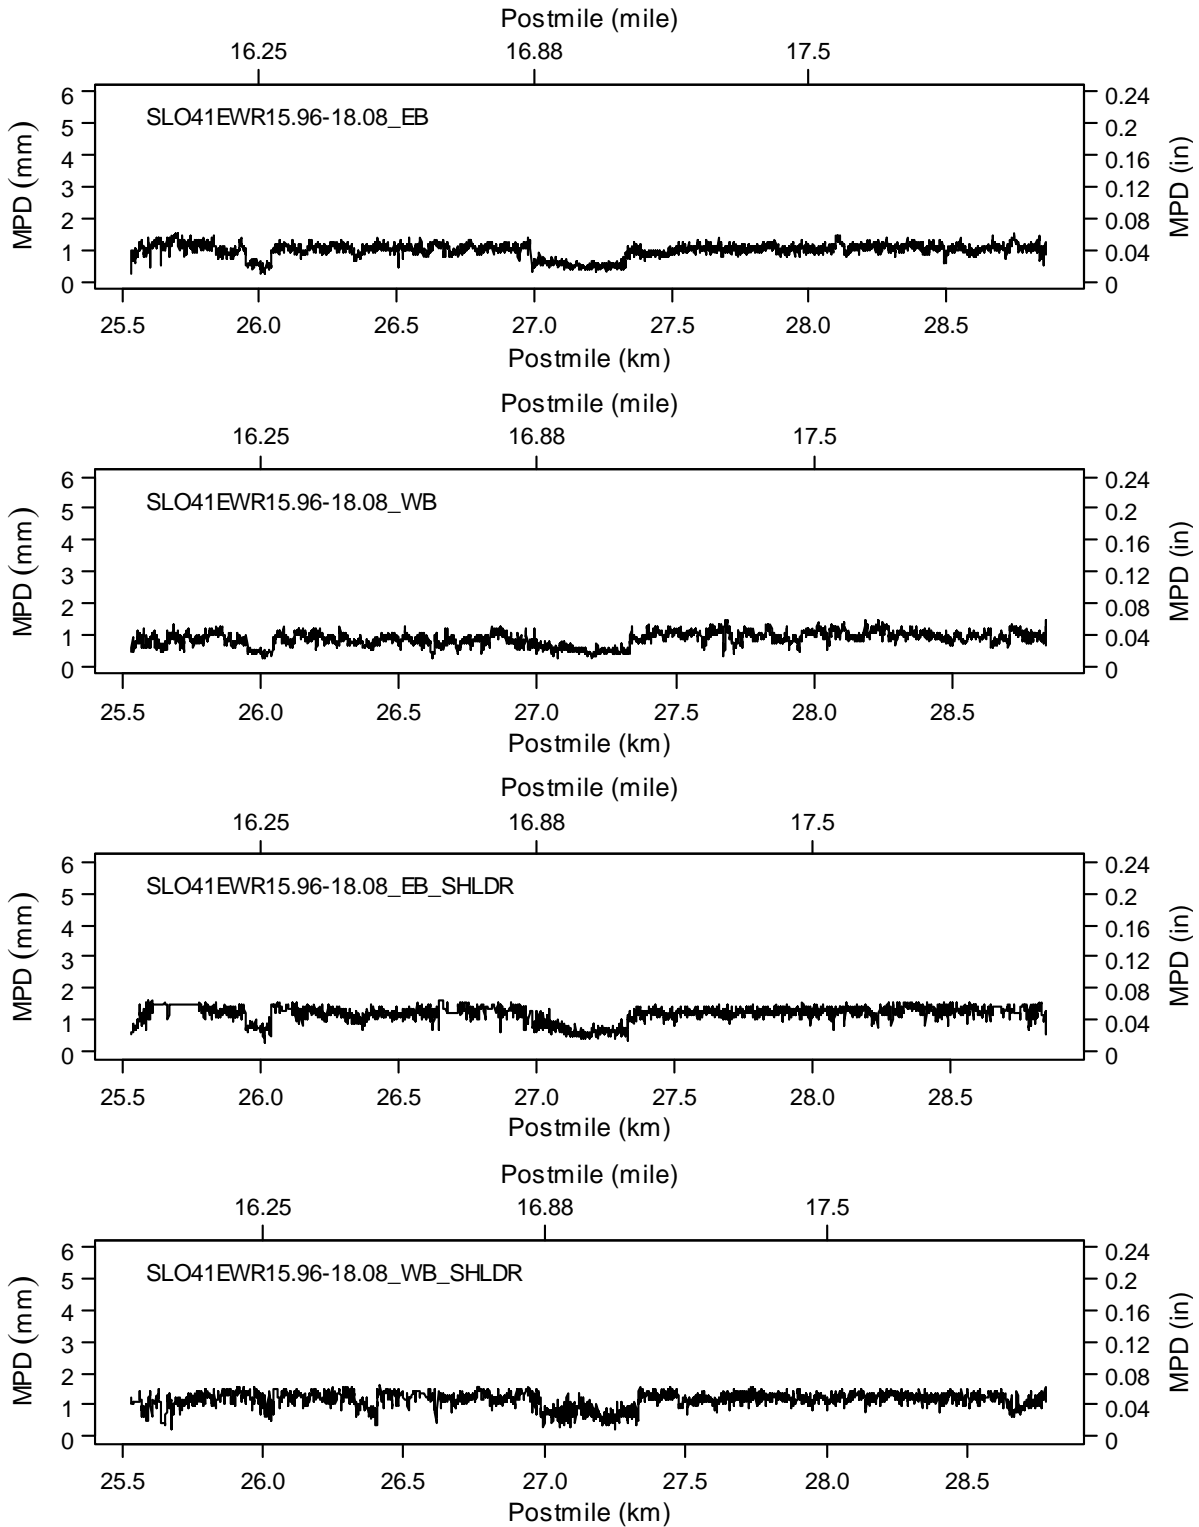 Postmile (mile)
16.25 16.88 17.5
SLO41EWR15.96-18.08_EB
MPD (mm)
6
5
4
3
2
1
0
0.24
0.2
0.16
0.12
0.08
0.04
0
MPD (in)
25.5 26.0 26.5 27.0 27.5 28.0 28.5
Postmile (km)
Postmile (mile)
16.25 16.88 17.5
SLO41EWR15.96-18.08_WB
MPD (mm)
6
5
4
3
2
1
0
0.24
0.2
0.16
0.12
0.08
0.04
0
MPD (in)
25.5 26.0 26.5 27.0 27.5 28.0 28.5
Postmile (km)
Postmile (mile)
16.25 16.88 17.5
SLO41EWR15.96-18.08_EB_SHLDR
MPD (mm)
6
5
4
3
2
1
0
0.24
0.2
0.16
0.12
0.08
0.04
0
MPD (in)
25.5 26.0 26.5 27.0 27.5 28.0 28.5
Postmile (km)
Postmile (mile)
16.25 16.88 17.5
SLO41EWR15.96-18.08_WB_SHLDR
MPD (mm)
6
5
4
3
2
1
0
0.24
0.2
0.16
0.12
0.08
0.04
0
MPD (in)
25.5 26.0 26.5 27.0 27.5 28.0 28.5
Postmile (km)